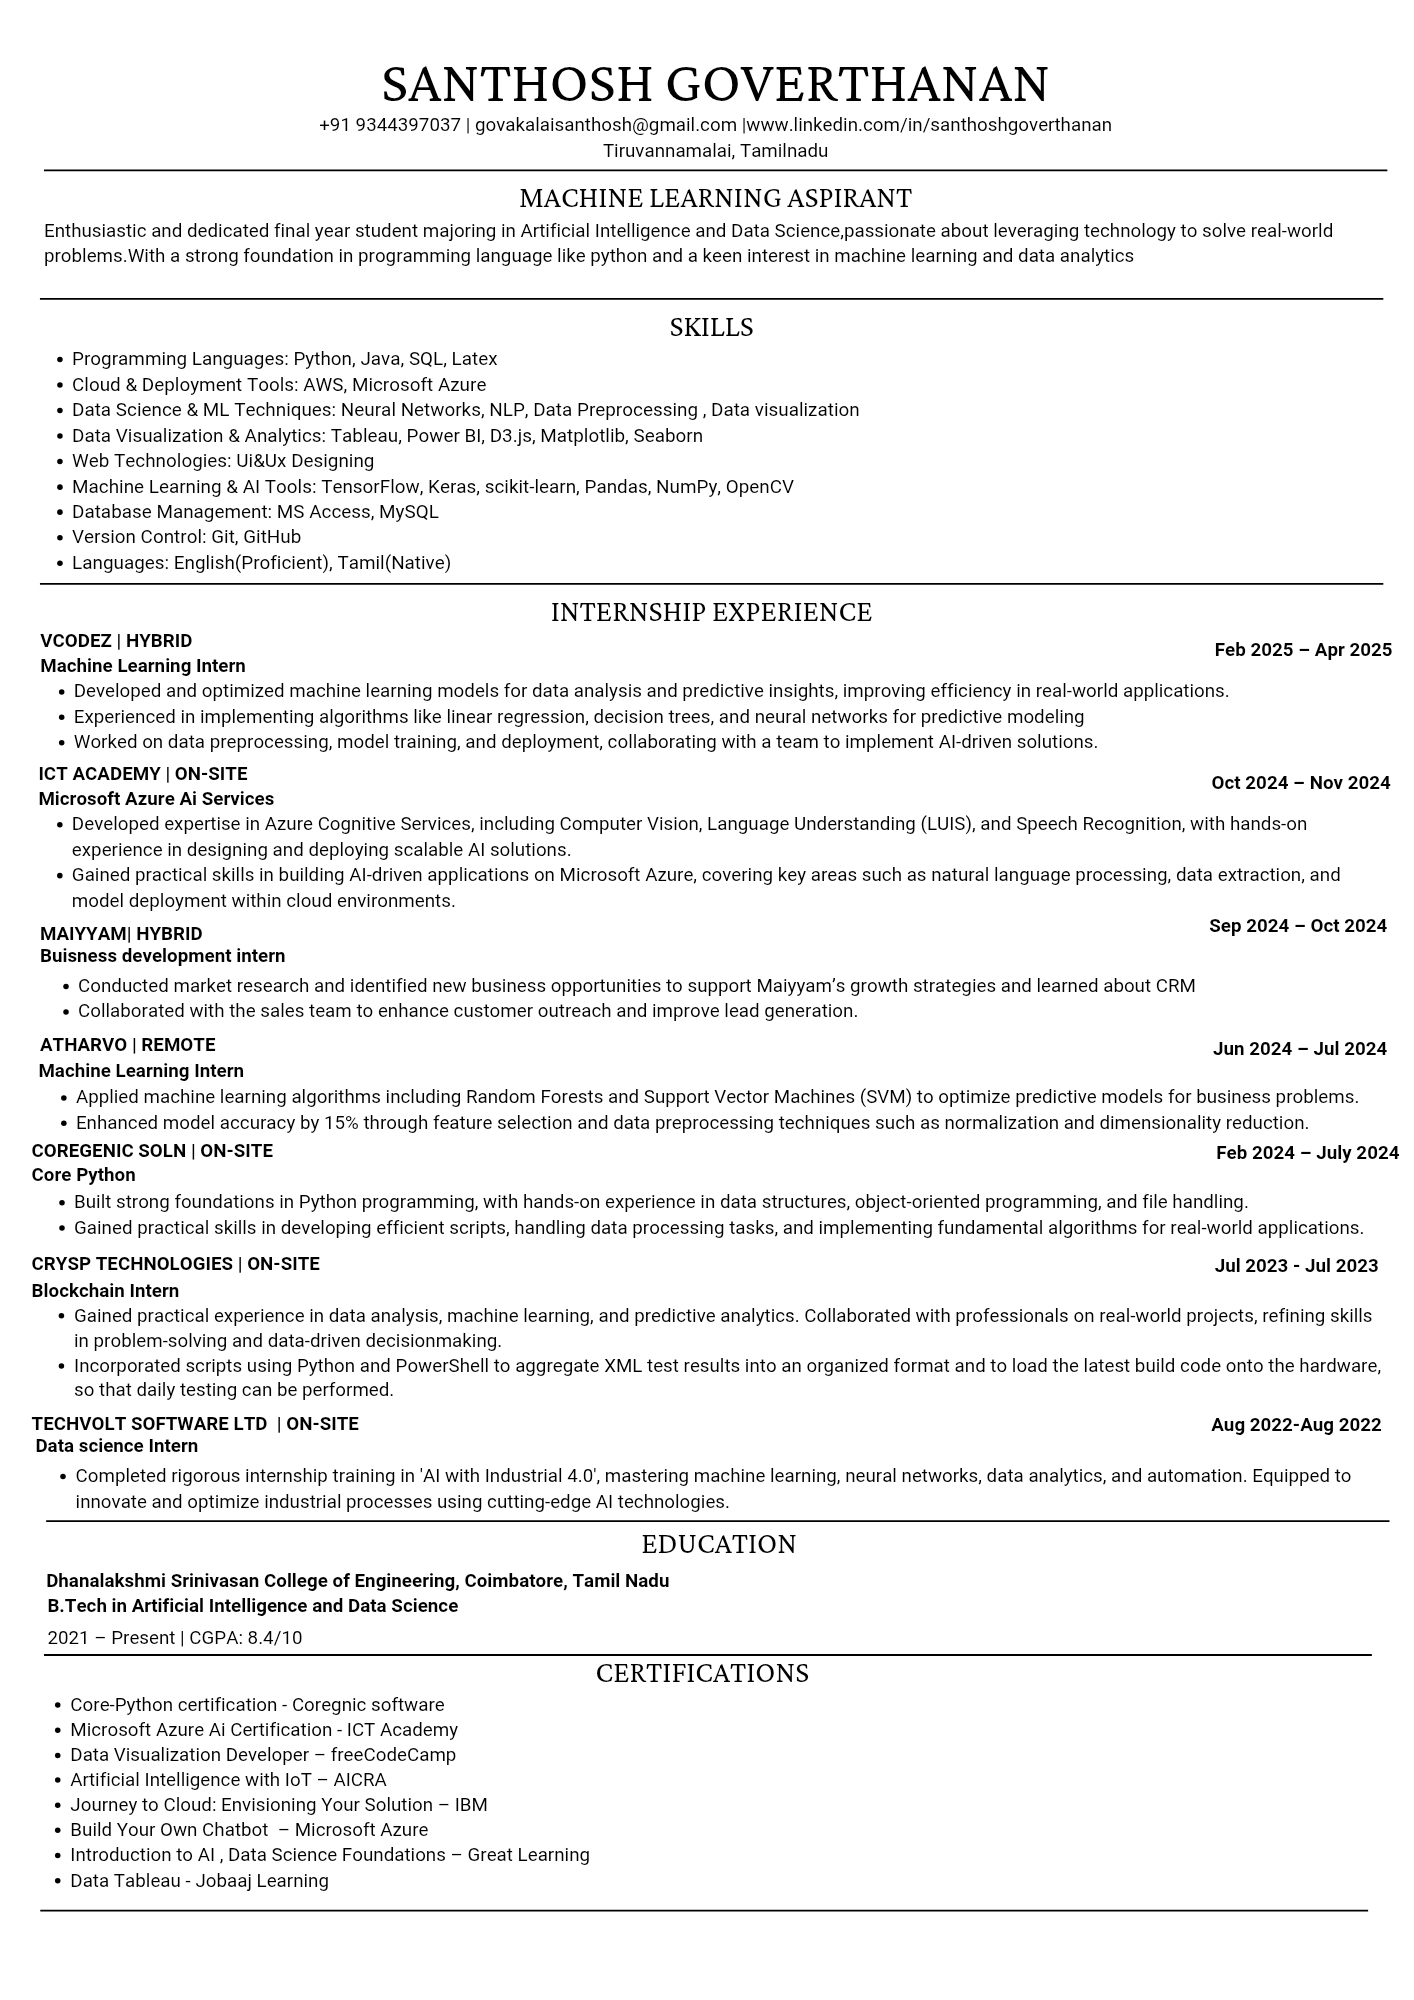 SANTHOSH GOVERTHANAN
+91 9344397037 | govakalaisanthosh@gmail.com |www.linkedin.com/in/santhoshgoverthanan
Tiruvannamalai, Tamilnadu
MACHINE LEARNING ASPIRANT
Enthusiastic and dedicated final year student majoring in Artificial Intelligence and Data Science,passionate about leveraging technology to solve real-world
problems.With a strong foundation in programming language like python and a keen interest in machine learning and data analytics
SKILLS
• Programming Languages: Python, Java, SQL, Latex
• Cloud & Deployment Tools: AWS, Microsoft Azure
• Data Science & ML Techniques: Neural Networks, NLP, Data Preprocessing , Data visualization
• Data Visualization & Analytics: Tableau, Power BI, D3.js, Matplotlib, Seaborn
• Web Technologies: Ui&Ux Designing
• Machine Learning & AI Tools: TensorFlow, Keras, scikit-learn, Pandas, NumPy, OpenCV
• Database Management: MS Access, MySQL
• Version Control: Git, GitHub
• Languages: English(Proficient), Tamil(Native)
INTERNSHIP EXPERIENCE
VCODEZ | HYBRID
Feb 2025 – Apr 2025
Machine Learning Intern
• Developed and optimized machine learning models for data analysis and predictive insights, improving efficiency in real-world applications.
• Experienced in implementing algorithms like linear regression, decision trees, and neural networks for predictive modeling
• Worked on data preprocessing, model training, and deployment, collaborating with a team to implement AI-driven solutions.
ICT ACADEMY | ON-SITE
Oct 2024 – Nov 2024
Microsoft Azure Ai Services
• Developed expertise in Azure Cognitive Services, including Computer Vision, Language Understanding (LUIS), and Speech Recognition, with hands-on
experience in designing and deploying scalable AI solutions.
• Gained practical skills in building AI-driven applications on Microsoft Azure, covering key areas such as natural language processing, data extraction, and
model deployment within cloud environments.
Sep 2024 – Oct 2024
MAIYYAM| HYBRID
Buisness development intern
• Conducted market research and identified new business opportunities to support Maiyyam’s growth strategies and learned about CRM
• Collaborated with the sales team to enhance customer outreach and improve lead generation.
ATHARVO | REMOTE
Jun 2024 – Jul 2024
Machine Learning Intern
• Applied machine learning algorithms including Random Forests and Support Vector Machines (SVM) to optimize predictive models for business problems.
• Enhanced model accuracy by 15% through feature selection and data preprocessing techniques such as normalization and dimensionality reduction.
COREGENIC SOLN | ON-SITE
Feb 2024 – July 2024
Core Python
• Built strong foundations in Python programming, with hands-on experience in data structures, object-oriented programming, and file handling.
• Gained practical skills in developing efficient scripts, handling data processing tasks, and implementing fundamental algorithms for real-world applications.
CRYSP TECHNOLOGIES | ON-SITE
Jul 2023 - Jul 2023
Blockchain Intern
• Gained practical experience in data analysis, machine learning, and predictive analytics. Collaborated with professionals on real-world projects, refining skills
in problem-solving and data-driven decisionmaking.
• Incorporated scripts using Python and PowerShell to aggregate XML test results into an organized format and to load the latest build code onto the hardware,
so that daily testing can be performed.
TECHVOLT SOFTWARE LTD | ON-SITE
Aug 2022-Aug 2022
Data science Intern
• Completed rigorous internship training in 'AI with Industrial 4.0', mastering machine learning, neural networks, data analytics, and automation. Equipped to
innovate and optimize industrial processes using cutting-edge AI technologies.
EDUCATION
Dhanalakshmi Srinivasan College of Engineering, Coimbatore, Tamil Nadu
B.Tech in Artificial Intelligence and Data Science
2021 – Present | CGPA: 8.4/10
CERTIFICATIONS
• Core-Python certification - Coregnic software
• Microsoft Azure Ai Certification - ICT Academy
• Data Visualization Developer – freeCodeCamp
• Artificial Intelligence with IoT – AICRA
• Journey to Cloud: Envisioning Your Solution – IBM
• Build Your Own Chatbot – Microsoft Azure
• Introduction to AI , Data Science Foundations – Great Learning
• Data Tableau - Jobaaj Learning